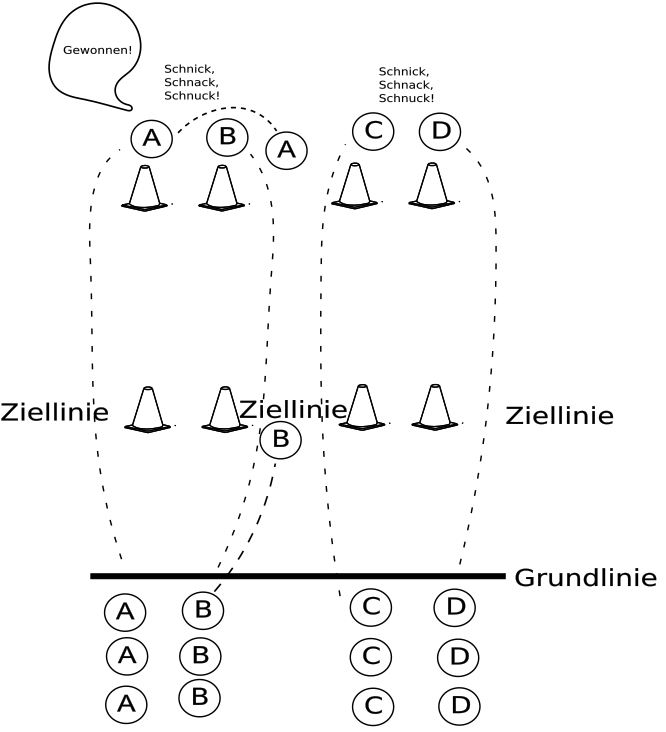 Gewonnen!
Schnick,
Schnack,
Schnuck!
Schnick,
Schnack,
Schnuck!
A
B
A
C
D
Ziellinie
Ziellinie
Ziellinie
B
Grundlinie
A
B
C
D
A
B
C
D
A
B
C
D